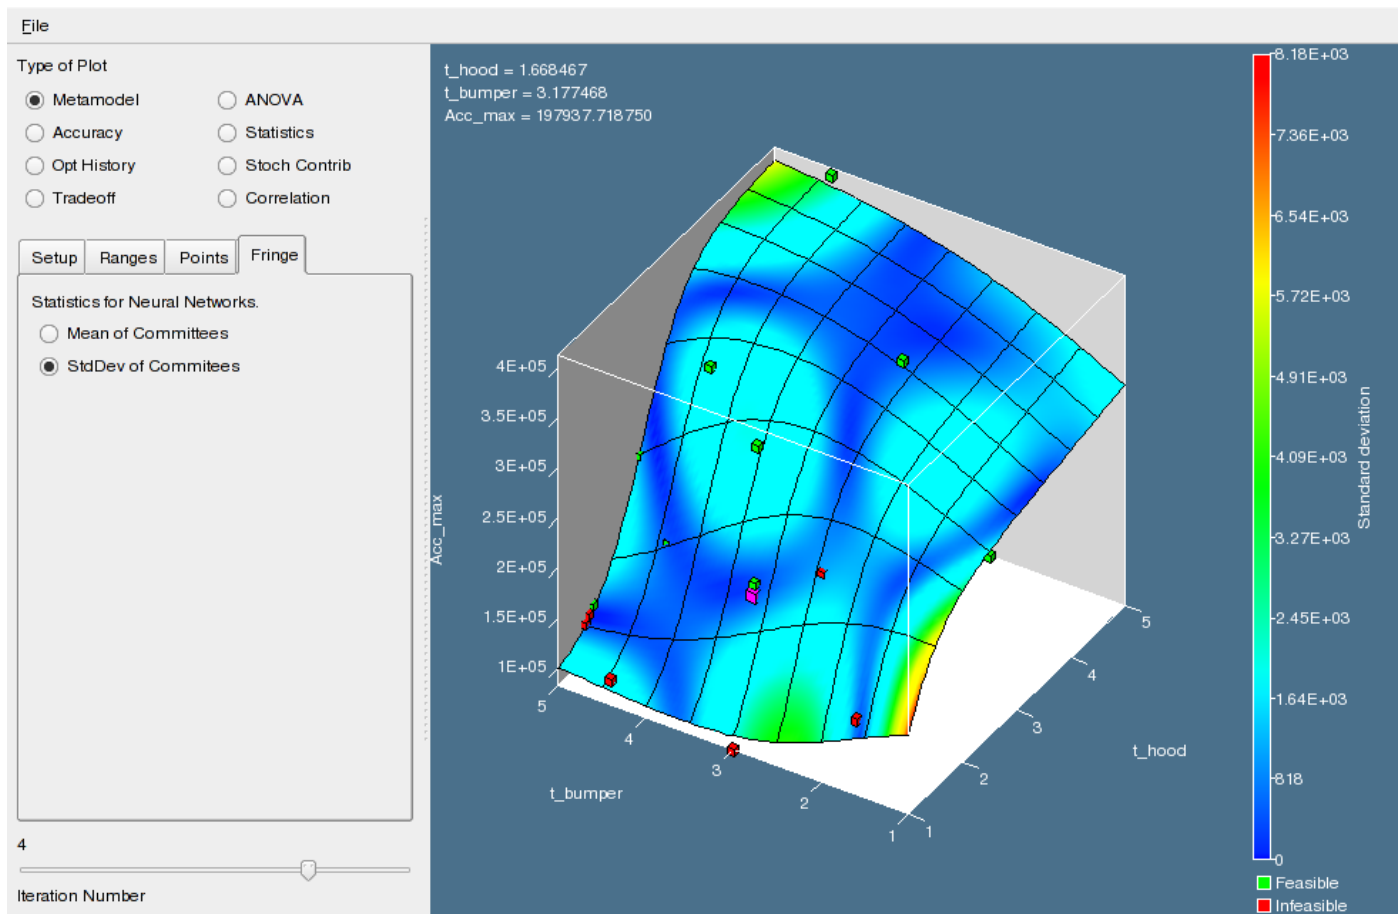 File
Type of Plot
Metamodel
ANOVA
Accuracy
Statistics
Opt History
Stoch Contrib
Tradeoff
Correlation
Setup
Ranges
Points
Fringe
Statistics for Neural Networks.
Mean of Committees
StdDev of Commitees
4
Iteration Number
t_hood = 1.668467
t_bumper = 3.177468
Acc_max = 197937.718750
4E+05
3.5E+05
3E+05
2.5E+05
2E+05
1.5E+05
1E+05
Acc_max
5
4
3
2
1
t_bumper
1
2
3
4
5
t_hood
8.18E+03
7.36E+03
6.54E+03
5.72E+03
4.91E+03
4.09E+03
3.27E+03
2.45E+03
1.64E+03
818
0
Standard deviation
Feasible
Infeasible